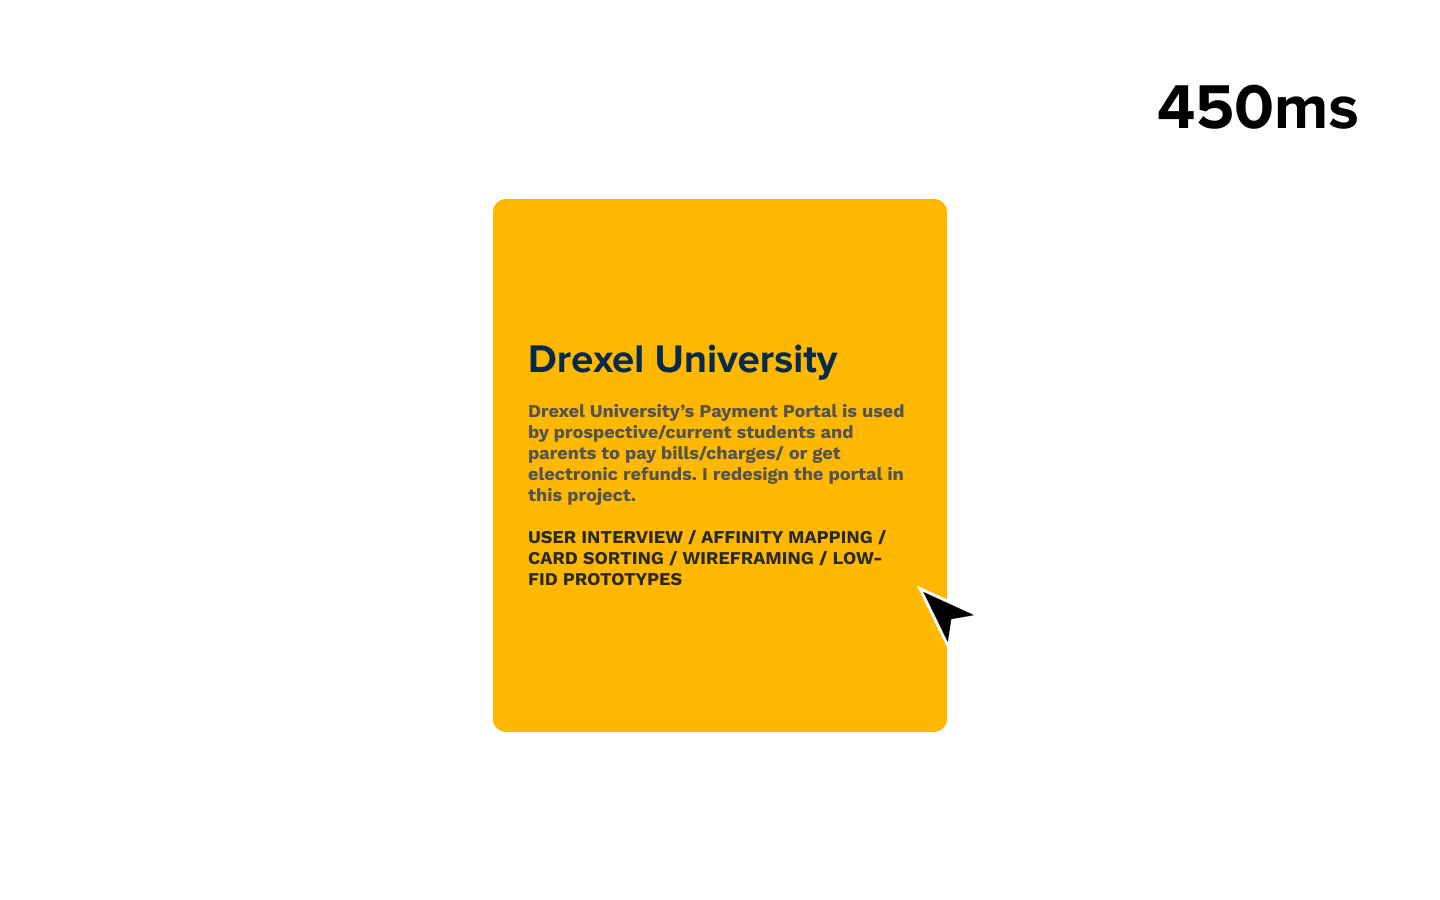 450ms
Drexel University
Drexel University’s Payment Portal is used
by prospective/current students and
parents to pay bills/charges/ or get
electronic refunds. I redesign the portal in
this project.
USER INTERVIEW / AFFINITY MAPPING /
CARD SORTING / WIREFRAMING / LOW-
FID PROTOTYPES